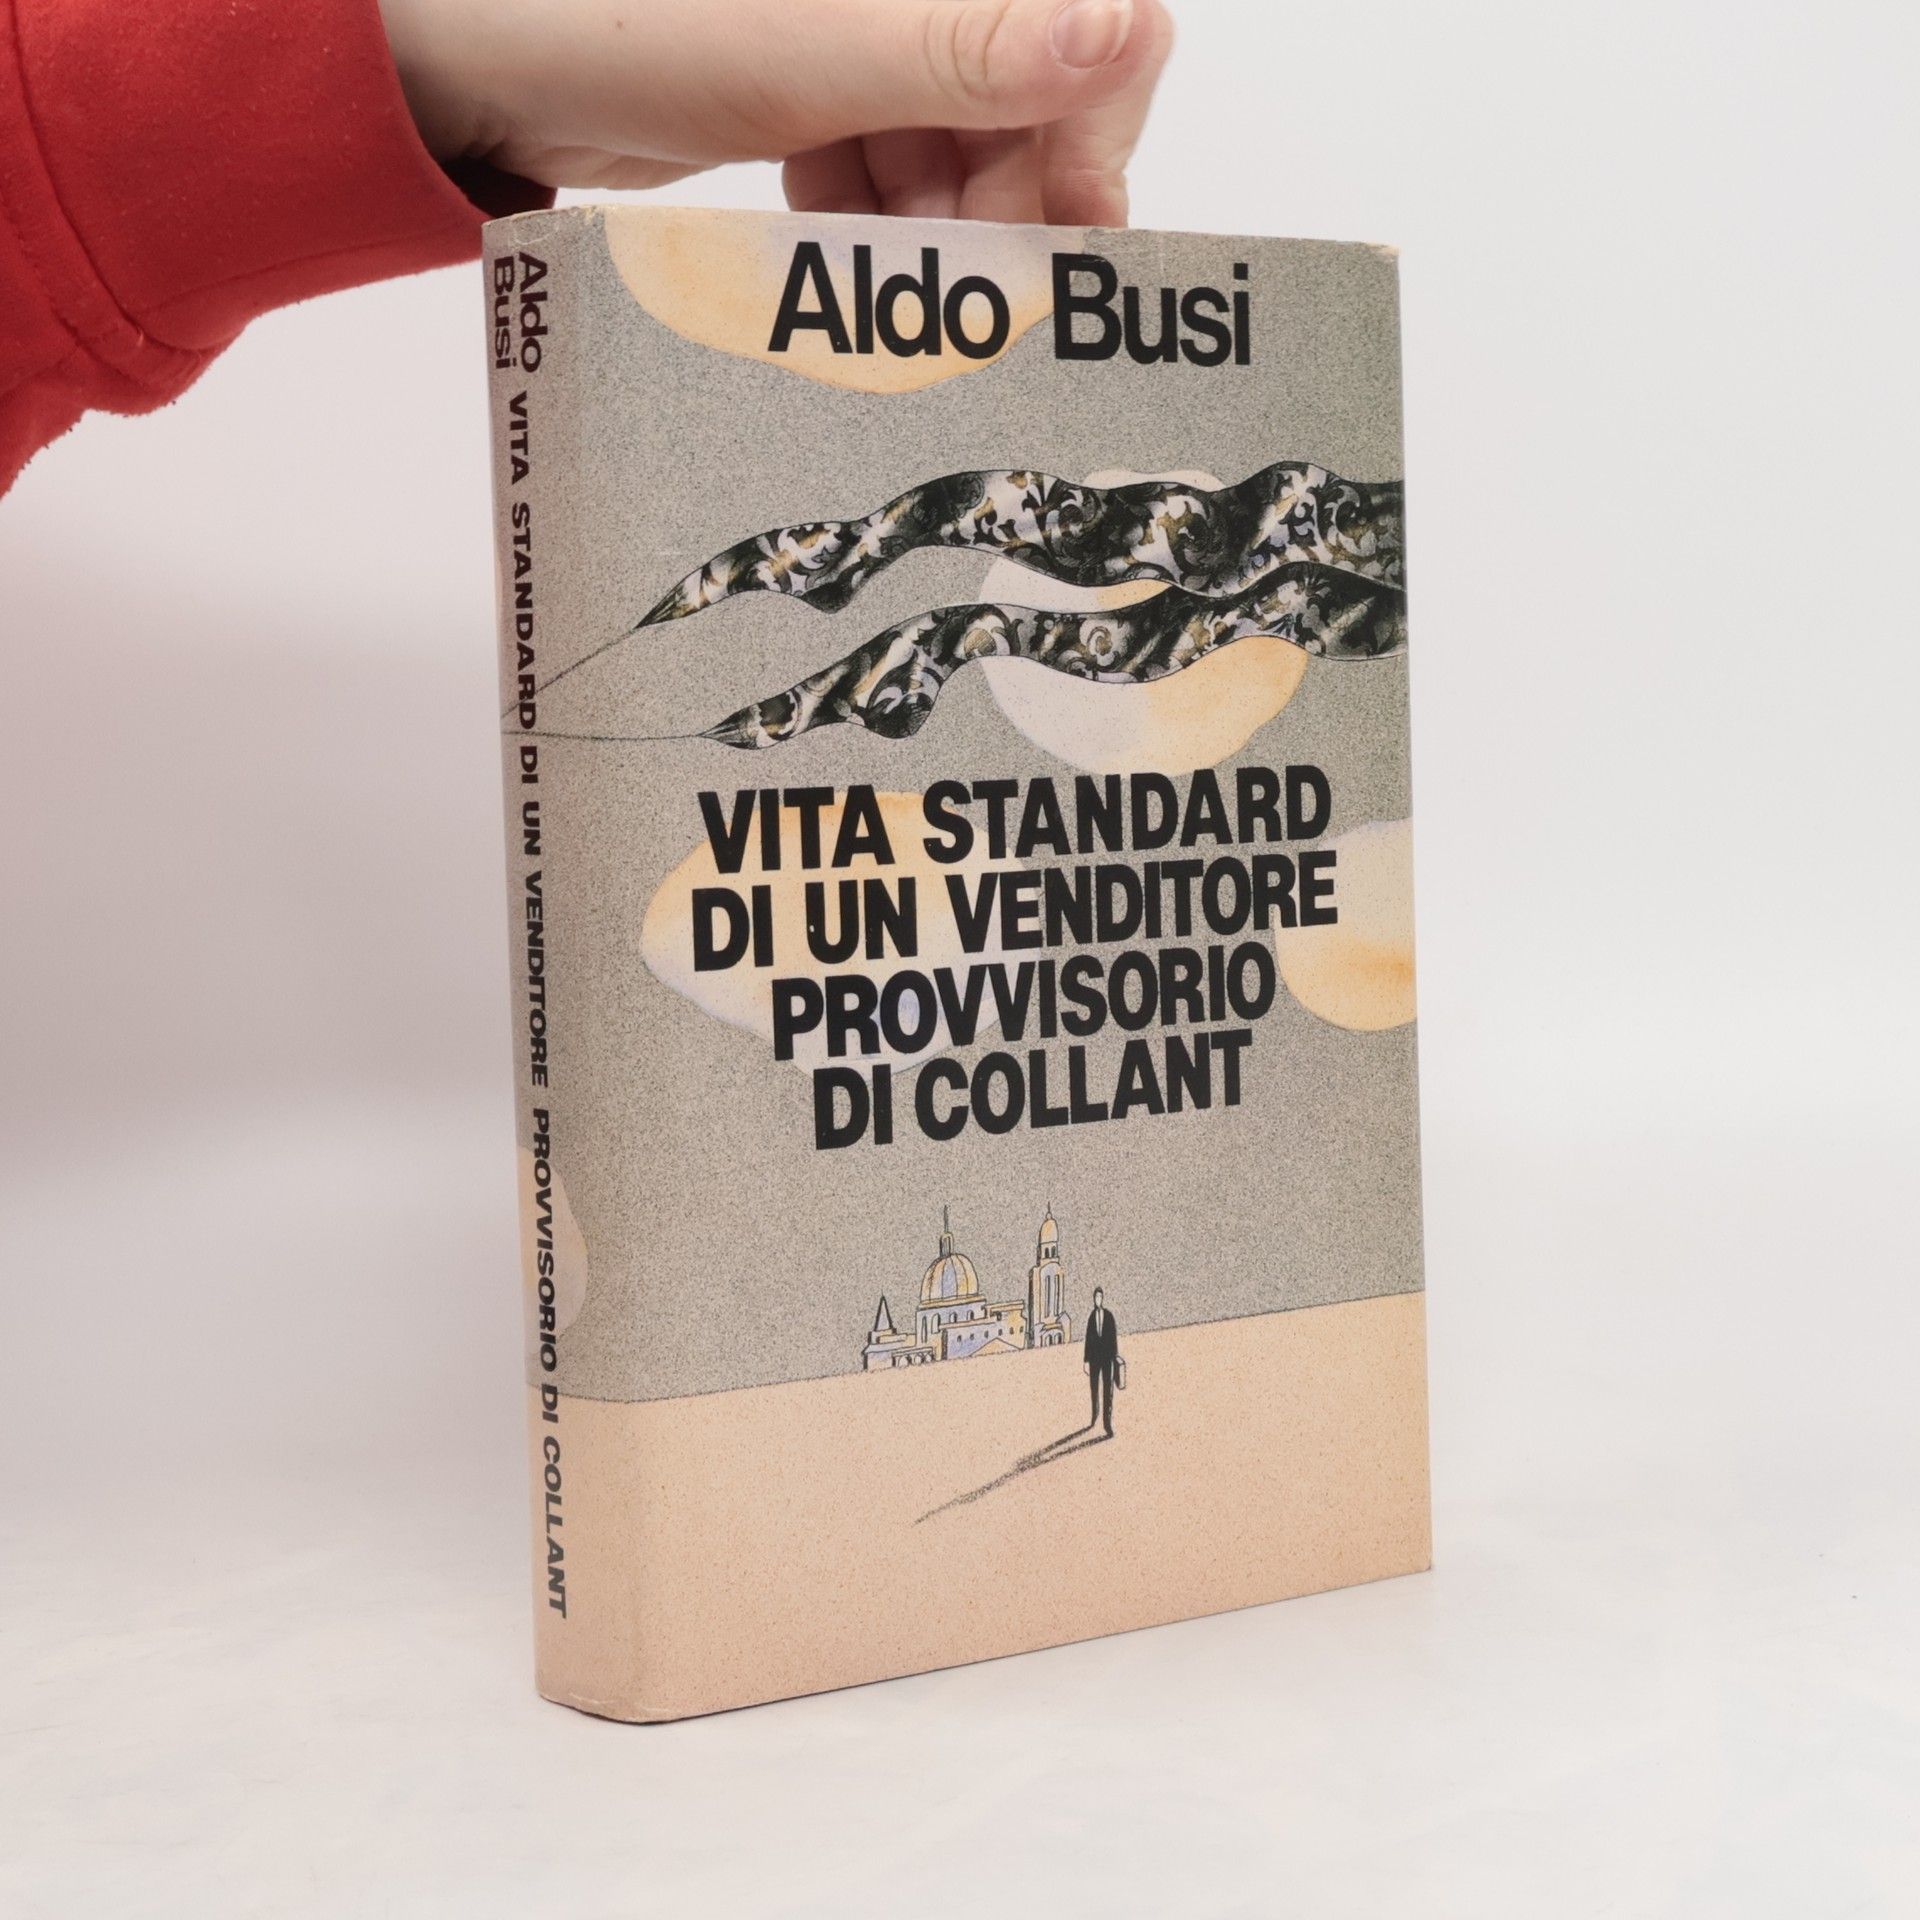 Aldo Busi
VITA STANDARD
DI UN VENDITORE
PROVVISORIO
DI COLLANT
Aldo
Busi
VITA STANDARD DI UN VENDITORE PROVVISORIO DI COLLANT